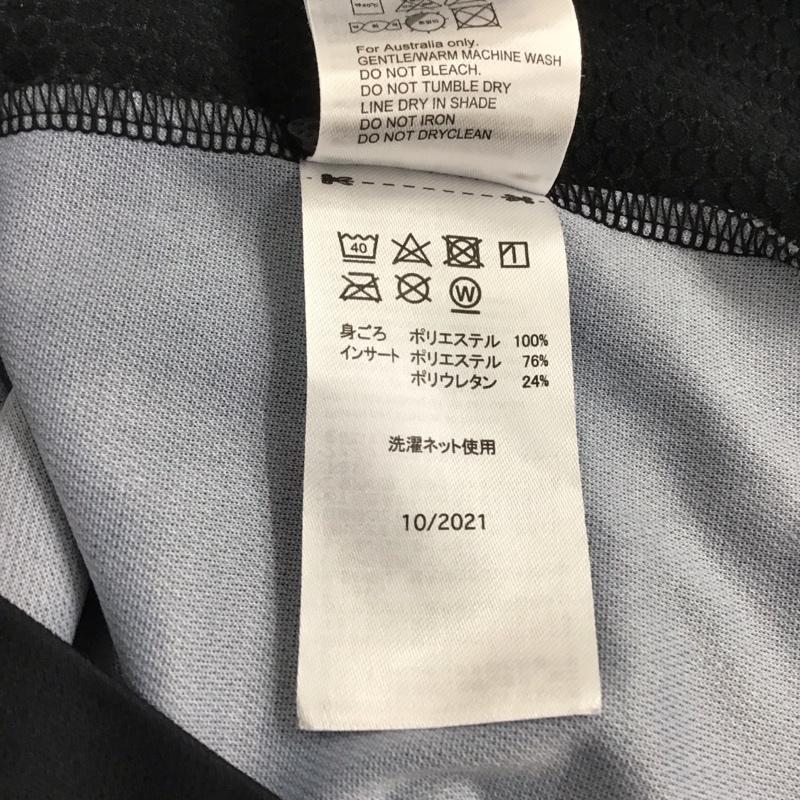 For Australia only.
GENTLE/WARM MACHINE WASH
DO NOT BLEACH.
DO NOT TUMBLE DRY
LINE DRY IN SHADE
DO NOT IRON
DO NOT DRYCLEAN
40
W
身ごろ ポリエステル 100%
インサート ポリエステル 76%
ポリウレタン 24%
洗濯ネット使用
10/2021